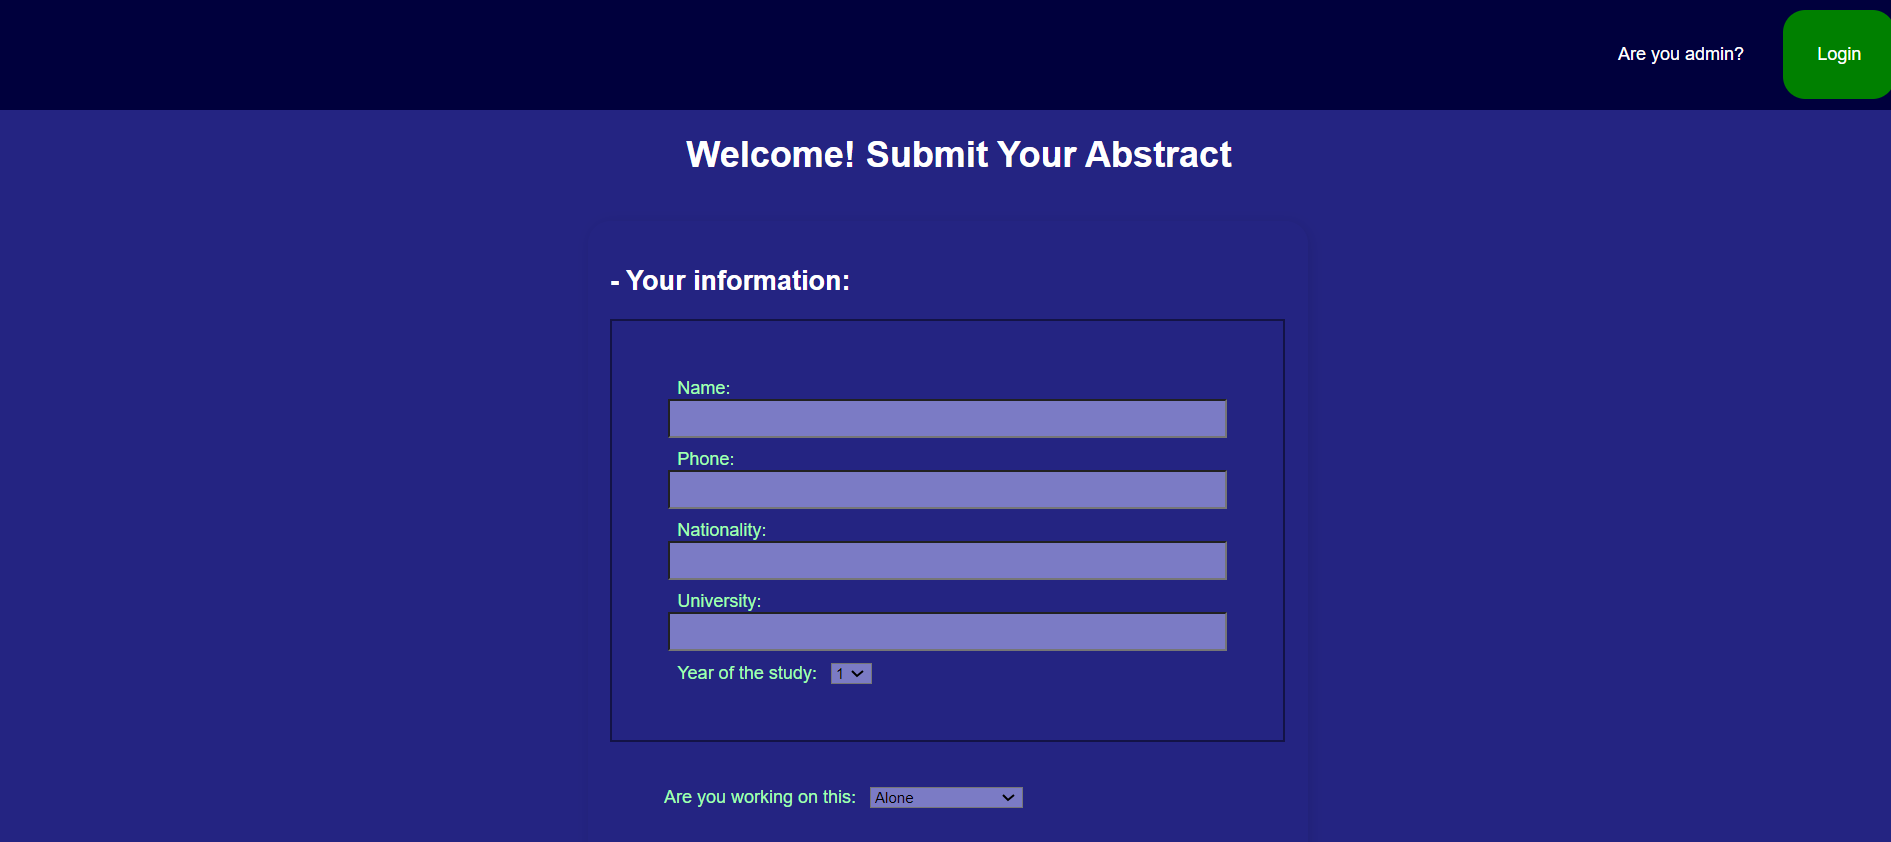 Are you admin? Login
Welcome! Submit Your Abstract
- Your information:
Name:
Phone:
Nationality:
University:
Year of the study: 1
Are you working on this: Alone